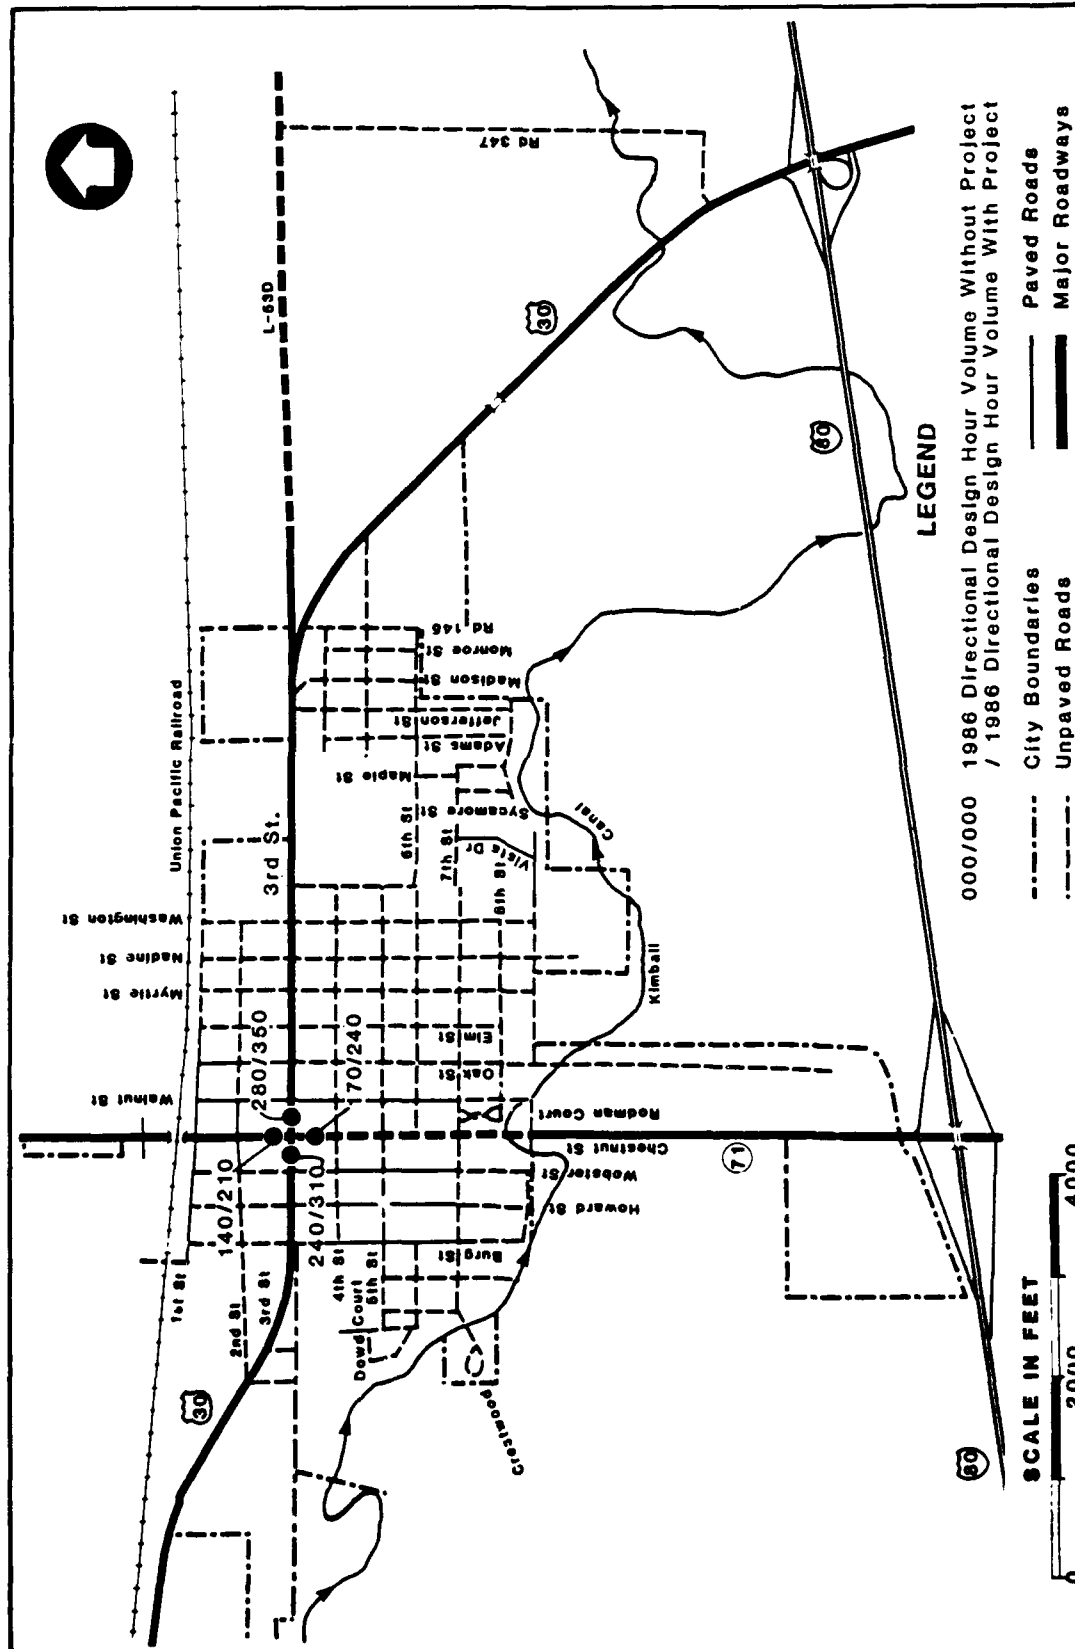 Union Pacific Railroad
L-53D
Rd 347
30
3rd St.
Washington St
Nadine St
Myrtle St
Walnut St
Elm St
Oak St
280/350
170/240
140/210
240/310
1st St
2nd St
3rd St
4th St
5th St
6th St
7th St
8th St
Rd 145
Monroe St
Madison St
Jefferson St
Adams St
Maple St
Sycamore St
Vista Dr
Rodman Court
Chestnut St
Webster St
Howard St
Burg St
Dowd Court
Crestwood
Kimball
Canal
71
30
80
80
LEGEND
000/000 1986 Directional Design Hour Volume Without Project
/ 1986 Directional Design Hour Volume With Project
City Boundaries
Paved Roads
Unpaved Roads
Major Roadways
SCALE IN FEET
0 2000 4000